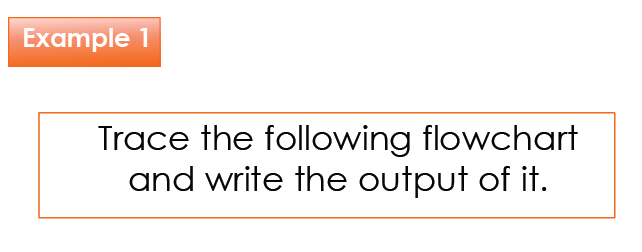 Example 1
Trace the following flowchart
and write the output of it.